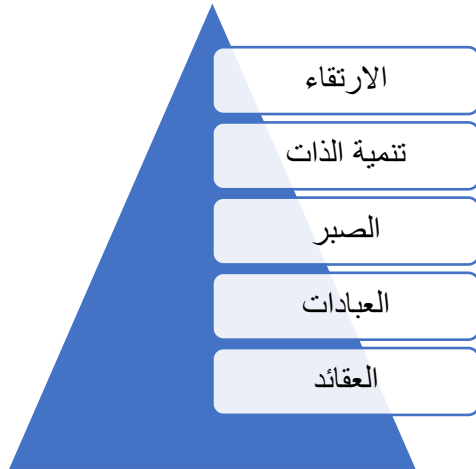 الارتقاء
تنمية الذات
الصبر
العبادات
العقائد